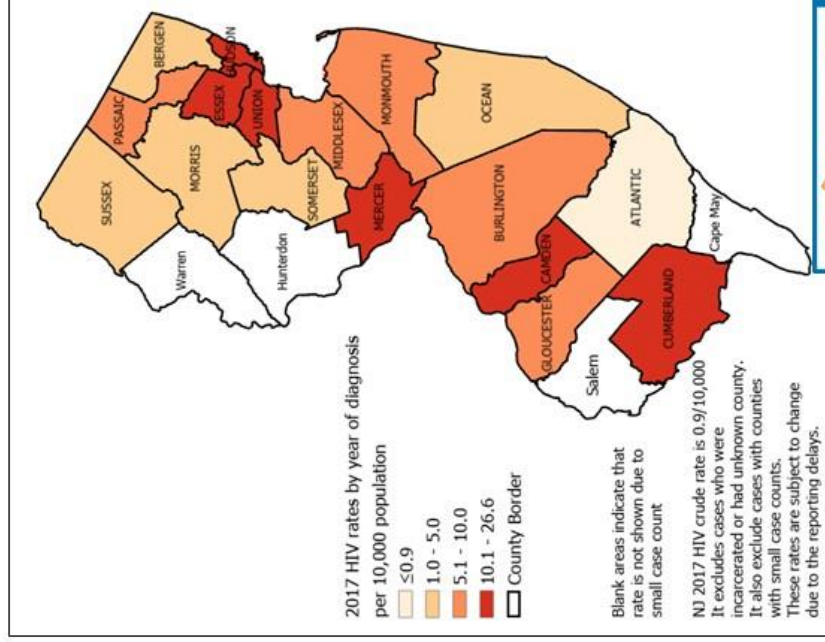 SUSSEX
PASSAIC
BERGEN
Warren
MORRIS
ESSEX
HUDSON
UNION
Hunterdon
SOMERSET
MIDDLESEX
MERCER
MONMOUTH
BURLINGTON
OCEAN
CAMDEN
GLOUCESTER
Salem
ATLANTIC
CUMBERLAND
Cape May
2017 HIV rates by year of diagnosis
per 10,000 population
≤0.9
1.0 - 5.0
5.1 - 10.0
10.1 - 26.6
County Border
Blank areas indicate that
rate is not shown due to
small case count
NJ 2017 HIV crude rate is 0.9/10,000
It excludes cases who were
incarcerated or had unknown county.
It also exclude cases with counties
with small case counts.
These rates are subject to change
due to the reporting delays.